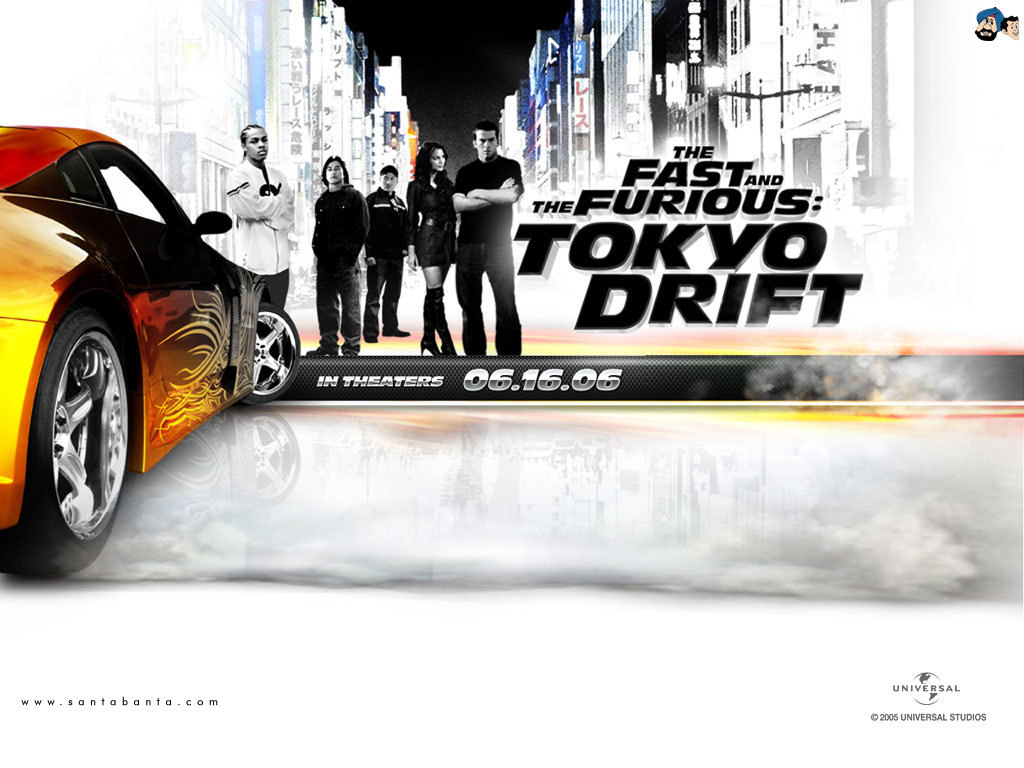 THE
FAST AND
THE FURIOUS:
TOKYO
DRIFT
IN THEATERS 06.16.06
www.santabanta.com
UNIVERSAL
© 2005 UNIVERSAL STUDIOS